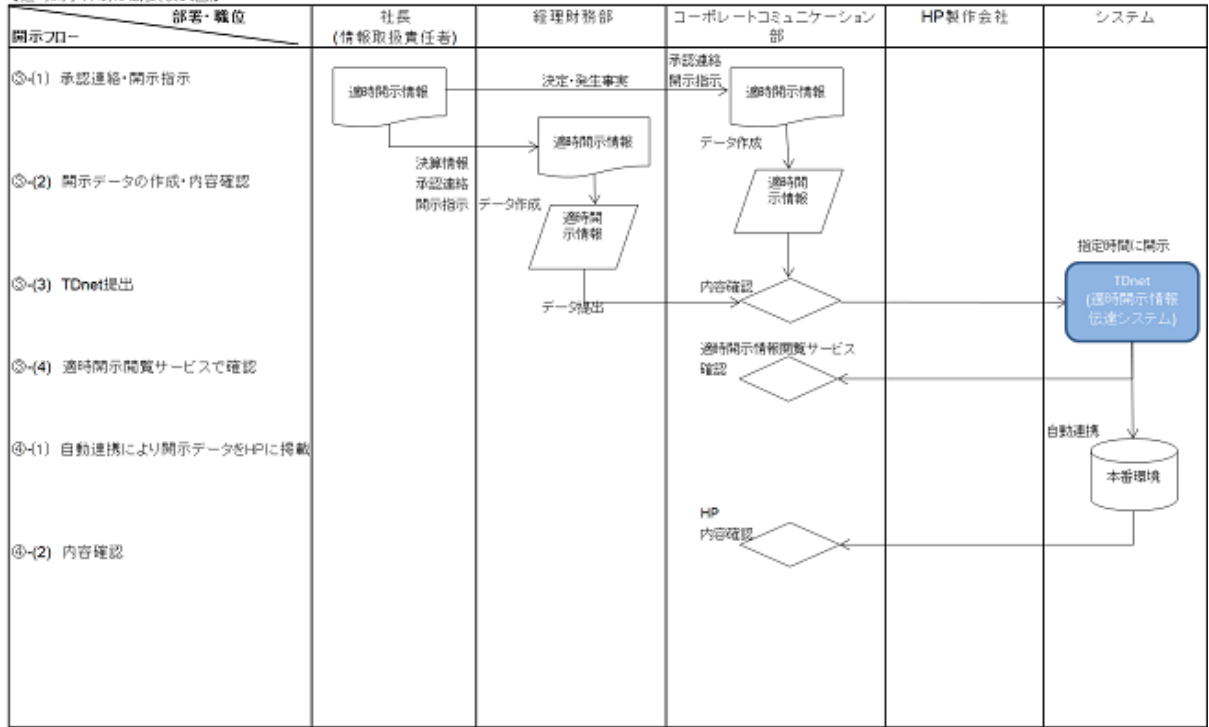 部署・職位
開示フロー
社長
(情報取扱責任者)
経理財務部
コーポレートコミュニケーション
部
HP製作会社
システム
③-(1) 承認連絡・開示指示
適時開示情報
決定・発生事実
承認連絡
開示指示
適時開示情報
適時開示情報
データ作成
決算情報
承認連絡
開示指示
データ作成
③-(2) 開示データの作成・内容確認
適時開
示情報
適時開
示情報
指定時間に開示
③-(3) TDnet提出
データ提出
内容確認
TDnet
(適時開示情報
伝達システム)
③-(4) 適時開示閲覧サービスで確認
適時開示情報閲覧サービス
確認
自動連携
④-(1) 自動連携により開示データをHPに掲載
本番環境
HP
内容確認
④-(2) 内容確認